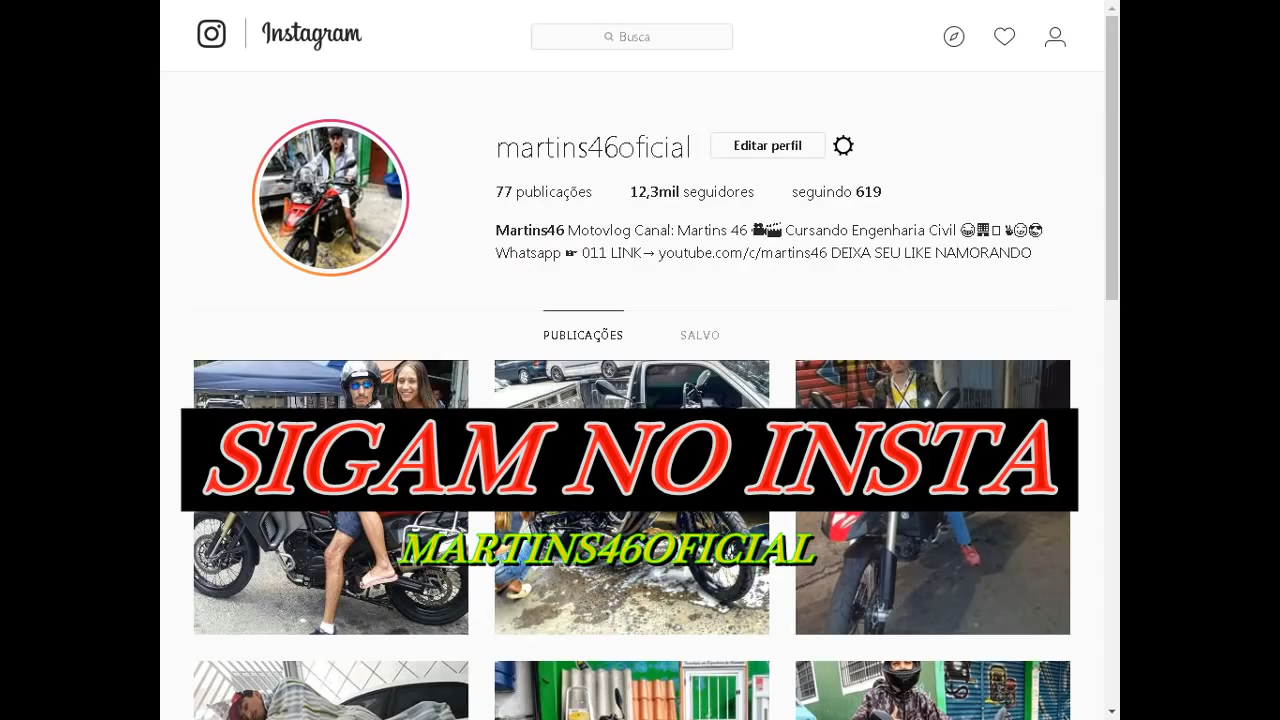 Instagram
Busca
martins46oficial
Editar perfil
77 publicações
12,3mil seguidores
seguindo 619
Martins46 Motovlog Canal: Martins 46 🎥🎬 Cursando Engenharia Civil
Whatsapp ☛ 011 LINK→ youtube.com/c/martins46 DEIXA SEU LIKE NAMORANDO
PUBLICAÇÕES
SALVO
SIGAM NO INSTA
MARTINS46OFICIAL